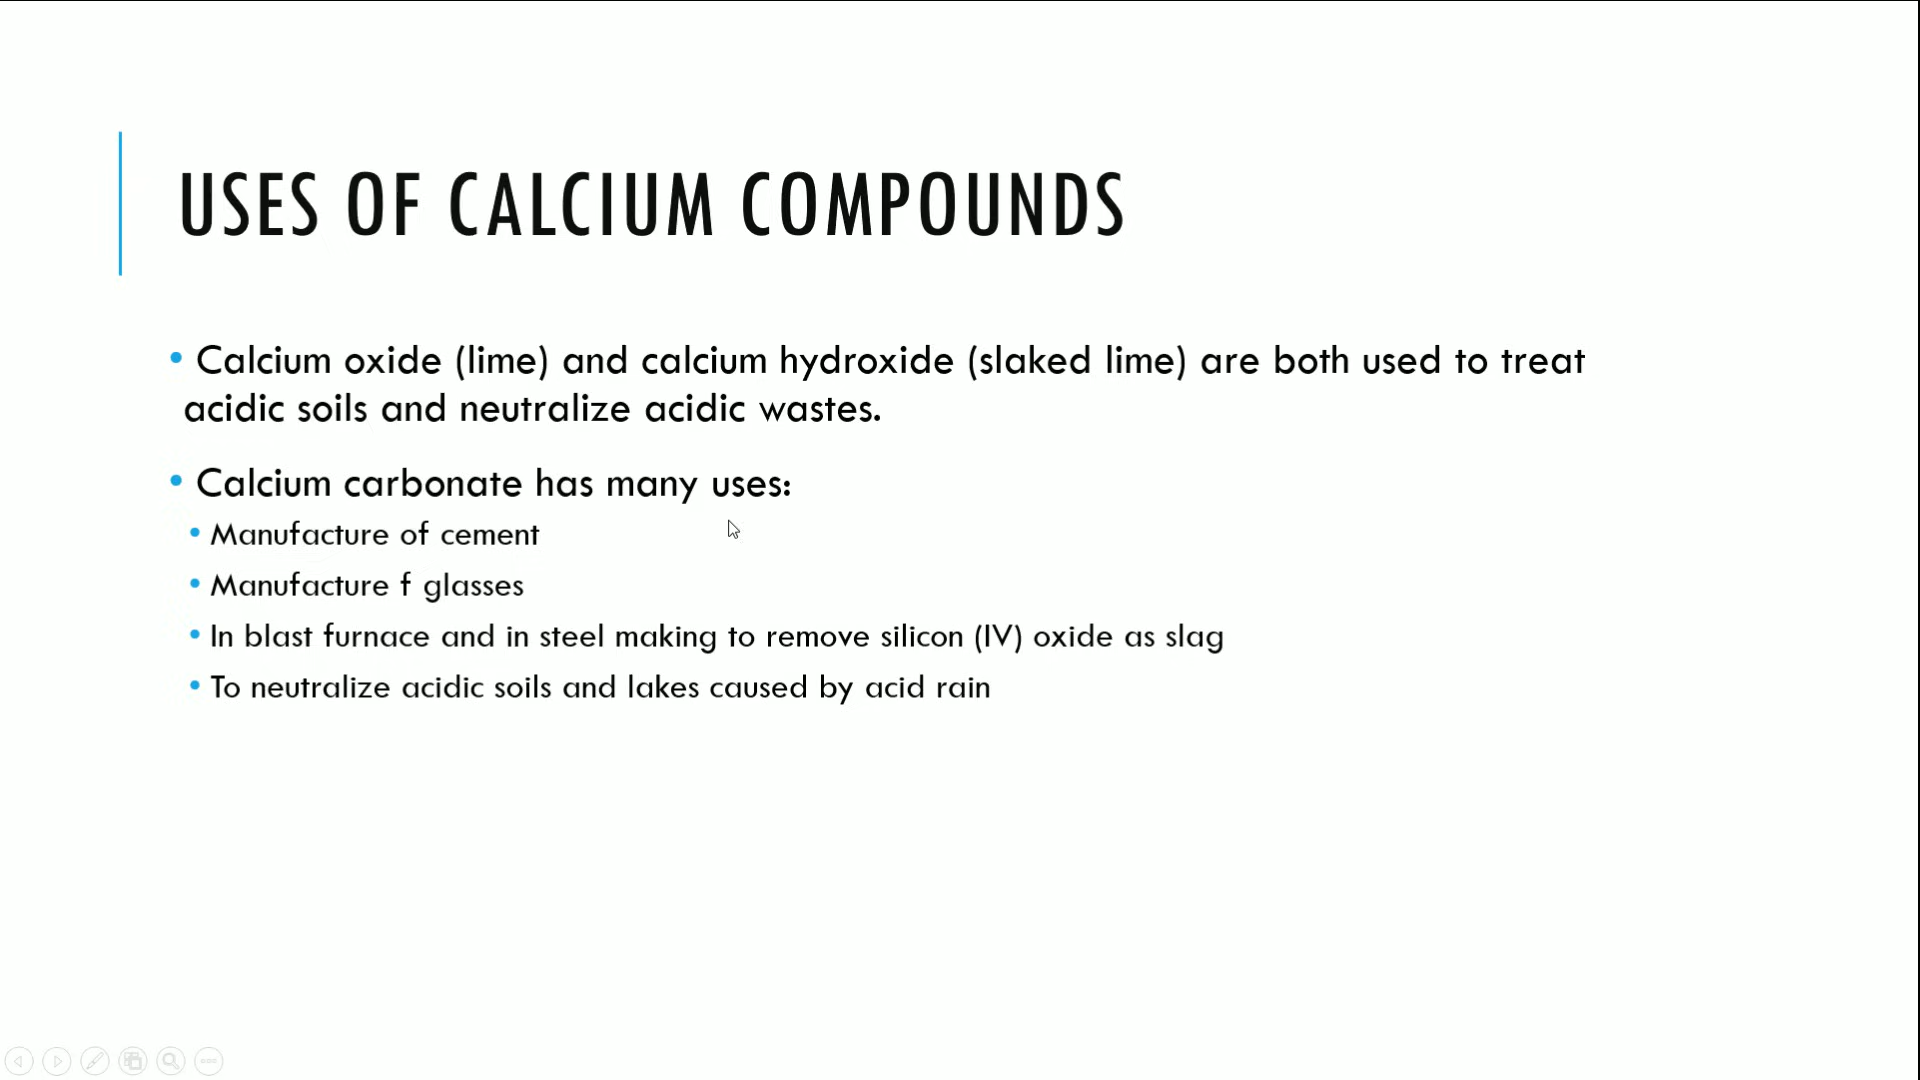 USES OF CALCIUM COMPOUNDS
• Calcium oxide (lime) and calcium hydroxide (slaked lime) are both used to treat
acidic soils and neutralize acidic wastes.
• Calcium carbonate has many uses:
• Manufacture of cement
• Manufacture f glasses
• In blast furnace and in steel making to remove silicon (IV) oxide as slag
• To neutralize acidic soils and lakes caused by acid rain